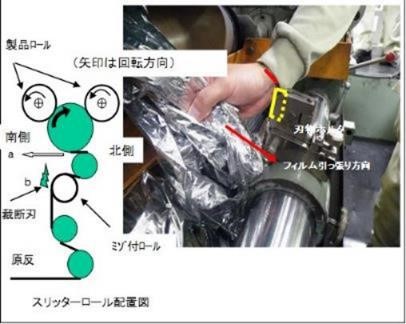 製品ロール
(矢印は回転方向)
南側
北側
a
b
裁断刃
ミゾ付ロール
原反
スリッターロール配置図
刃物ホルダ
フィルム引っ張り方向